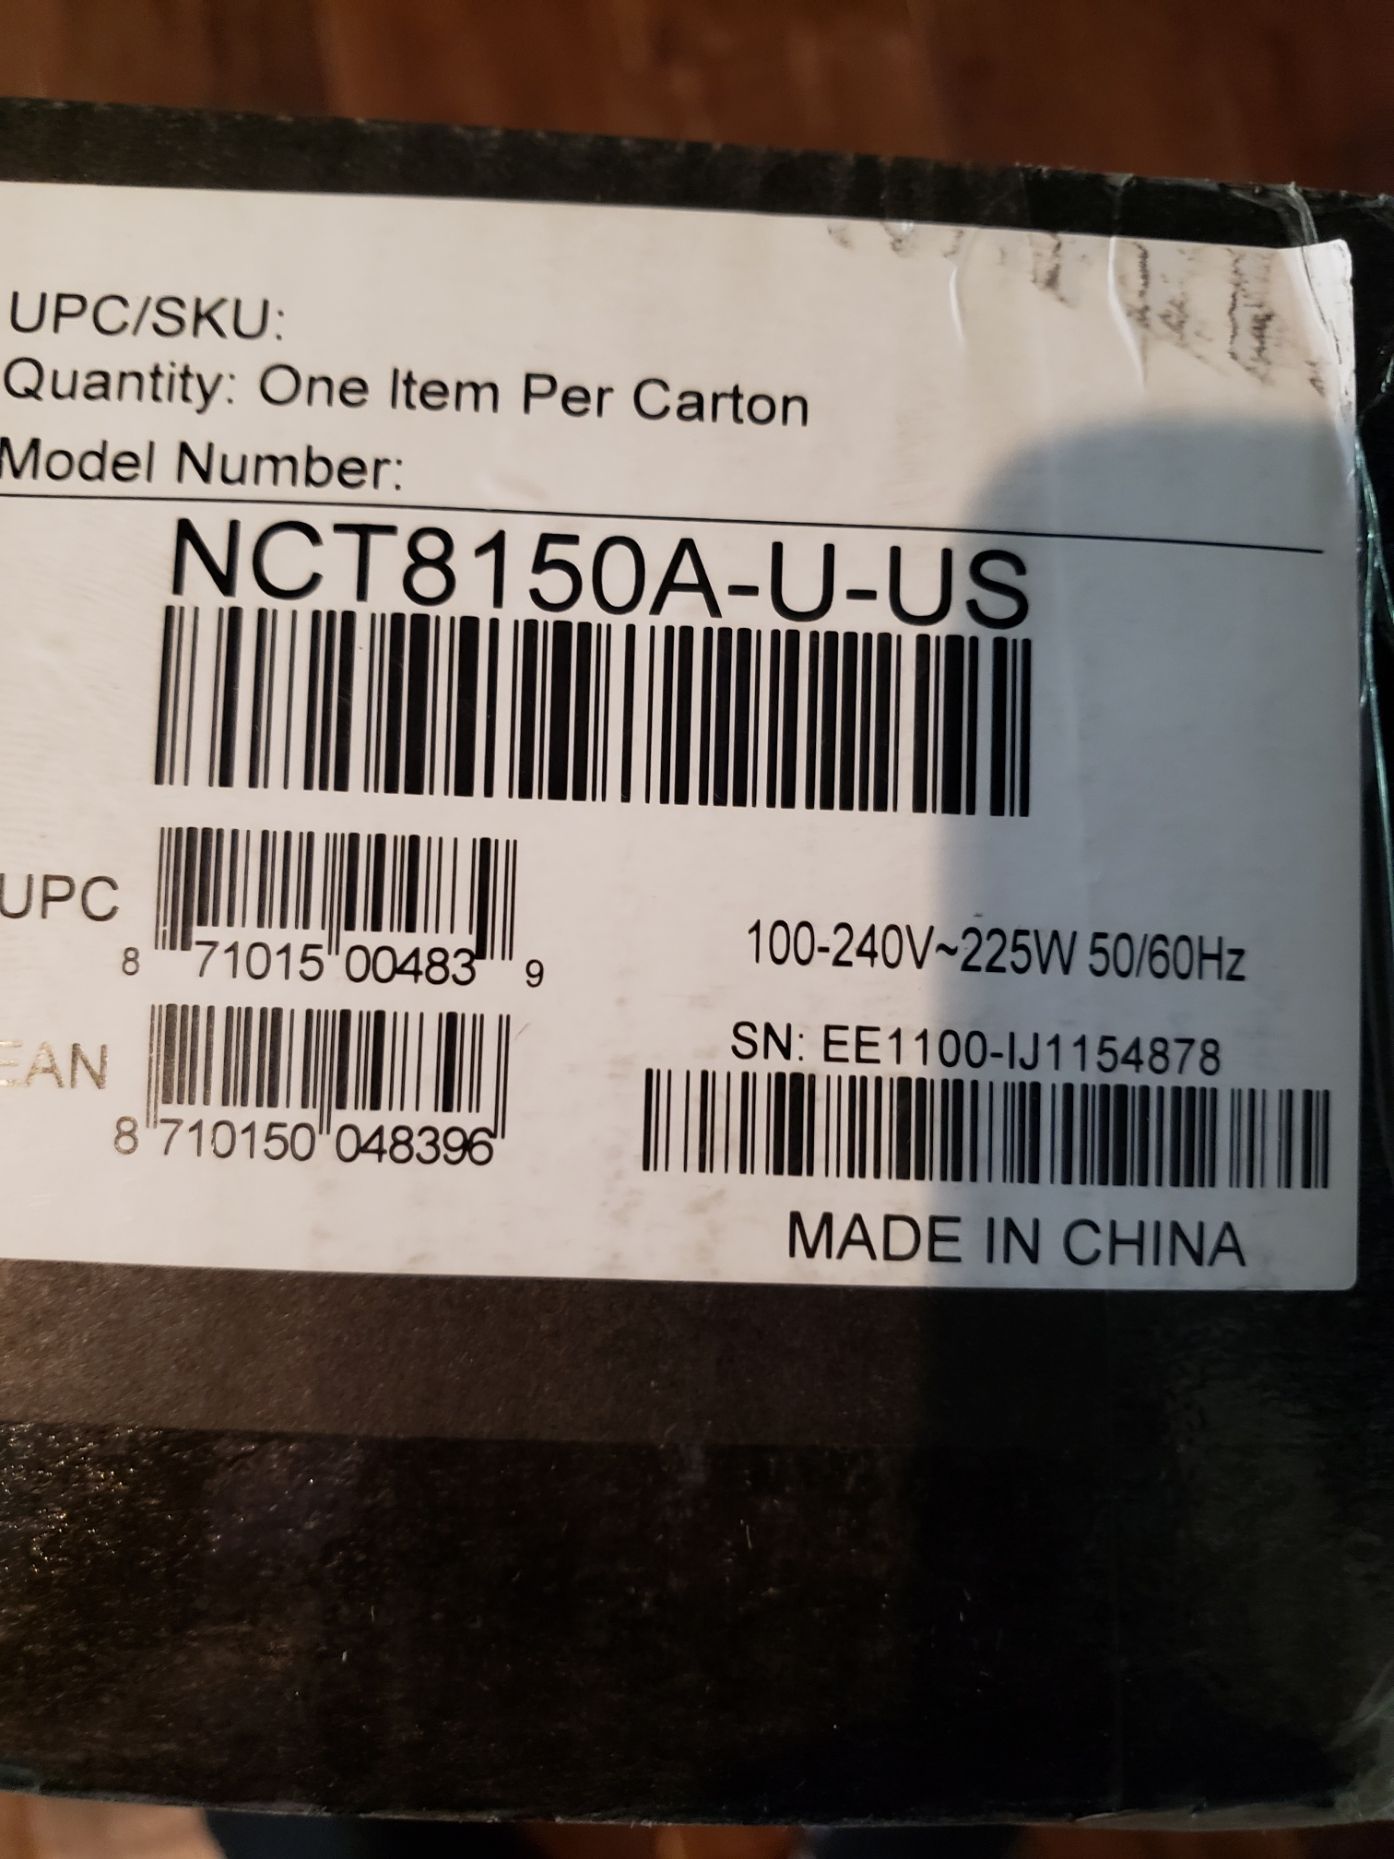 UPC/SKU:
Quantity: One Item Per Carton
Model Number:
NCT8150A-U-US
UPC
8 71015 00483 9
EAN
8 710150 048396
100-240V~225W 50/60Hz
SN: EE1100-IJ1154878
MADE IN CHINA